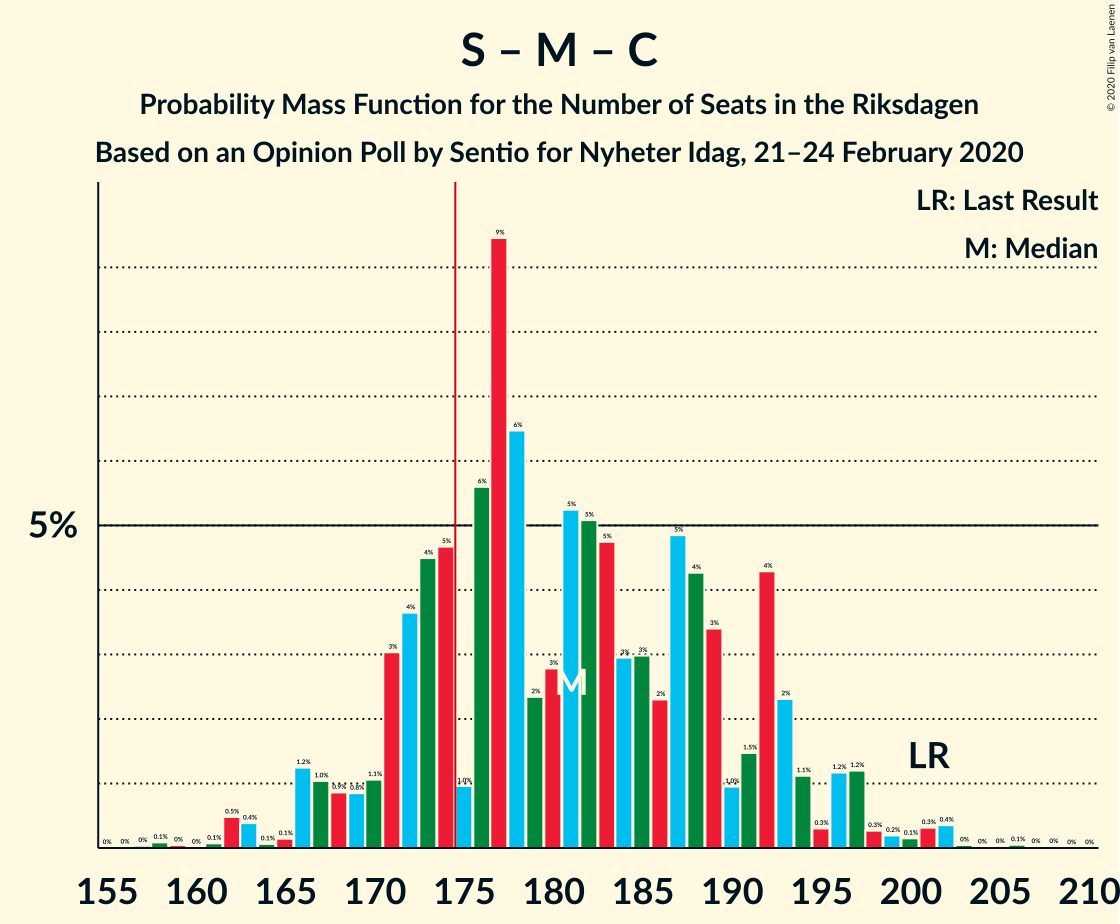 S – M – C
Probability Mass Function for the Number of Seats in the Riksdagen
Based on an Opinion Poll by Sentio for Nyheter Idag, 21–24 February 2020
© 2020 Filip van Laenen
LR: Last Result
M: Median
5%
0% 0% 0% 0.1% 0% 0% 0.1% 0.5% 0.4% 0.1% 0.1% 1.2% 1.0% 0.9% 0.8% 1.1% 3% 4% 4% 5% 1.0% 6% 9% 6% 2% 3% 5% 5% 5% 3% 3% 2% 5% 4% 3% 1.0% 1.5% 4% 2% 1.1% 0.3% 1.2% 1.2% 0.3% 0.2% 0.1% 0.3% 0.4% 0% 0% 0% 0.1% 0% 0% 0% 0%
M
LR
155 160 165 170 175 180 185 190 195 200 205 210